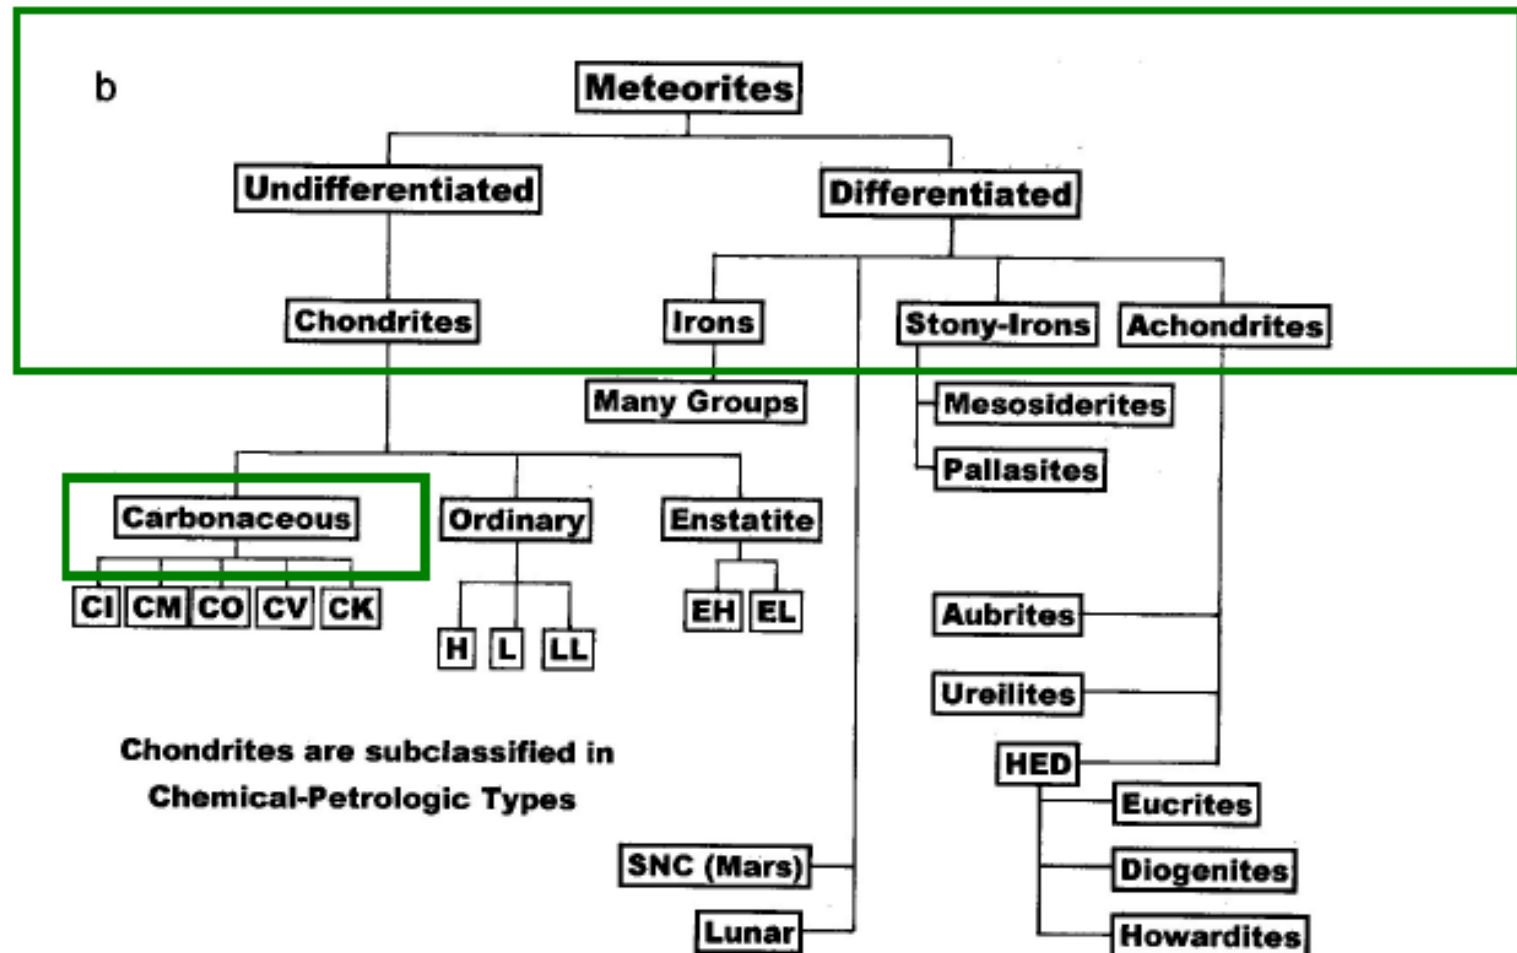 b
Meteorites
Undifferentiated
Differentiated
Chondrites
Irons
Stony-Irons
Achondrites
Many Groups
Mesosiderites
Pallasites
Carbonaceous
Ordinary
Enstatite
CI
CM
CO
CV
CK
H
L
LL
EH
EL
Aubrites
Ureilites
HED
Eucrites
Diogenites
Howardites
Chondrites are subclassified in
Chemical-Petrologic Types
SNC (Mars)
Lunar